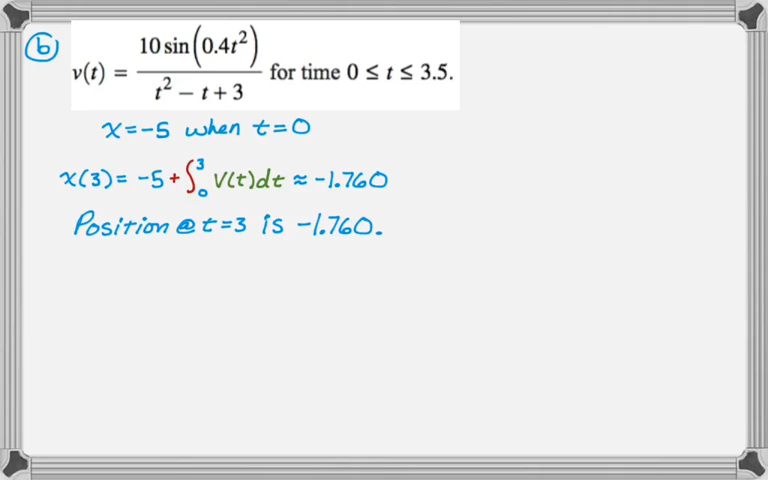 (b) v(t) = 10 sin(0.4t²) / (t² − t + 3) for time 0 ≤ t ≤ 3.5.
x = -5 when t = 0
x(3) = -5 + ∫₀³ V(t)dt ≈ -1.760
Position @ t = 3 is -1.760.